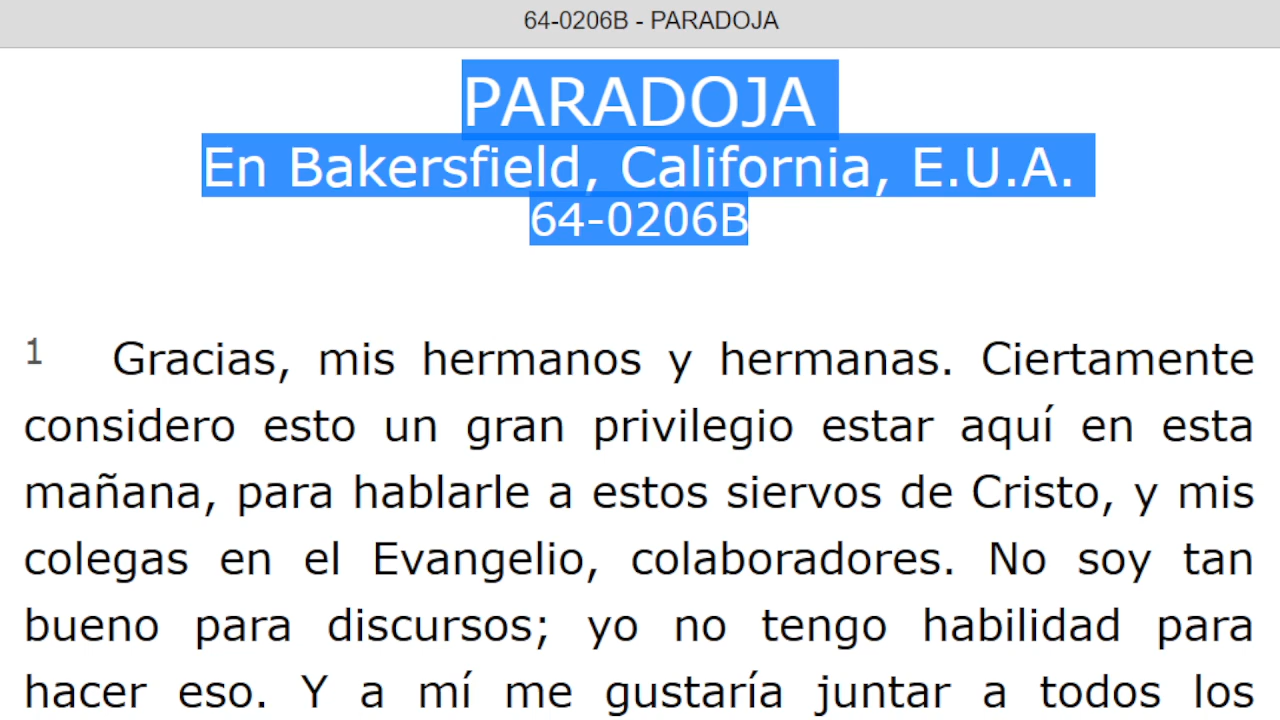 64-0206B - PARADOJA
PARADOJA
En Bakersfield, California, E.U.A.
64-0206B
1 Gracias, mis hermanos y hermanas. Ciertamente
considero esto un gran privilegio estar aquí en esta
mañana, para hablarle a estos siervos de Cristo, y mis
colegas en el Evangelio, colaboradores. No soy tan
bueno para discursos; yo no tengo habilidad para
hacer eso. Y a mí me gustaría juntar a todos los